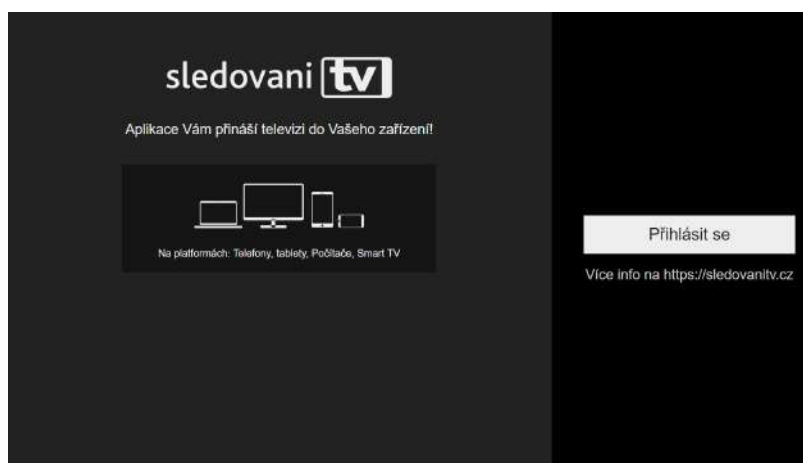 sledovani tv
Aplikace Vám přináší televizi do Vašeho zařízení!
Na platformách: Telefony, tablety, Počítače, Smart TV
Přihlásit se
Více info na https://sledovanitv.cz